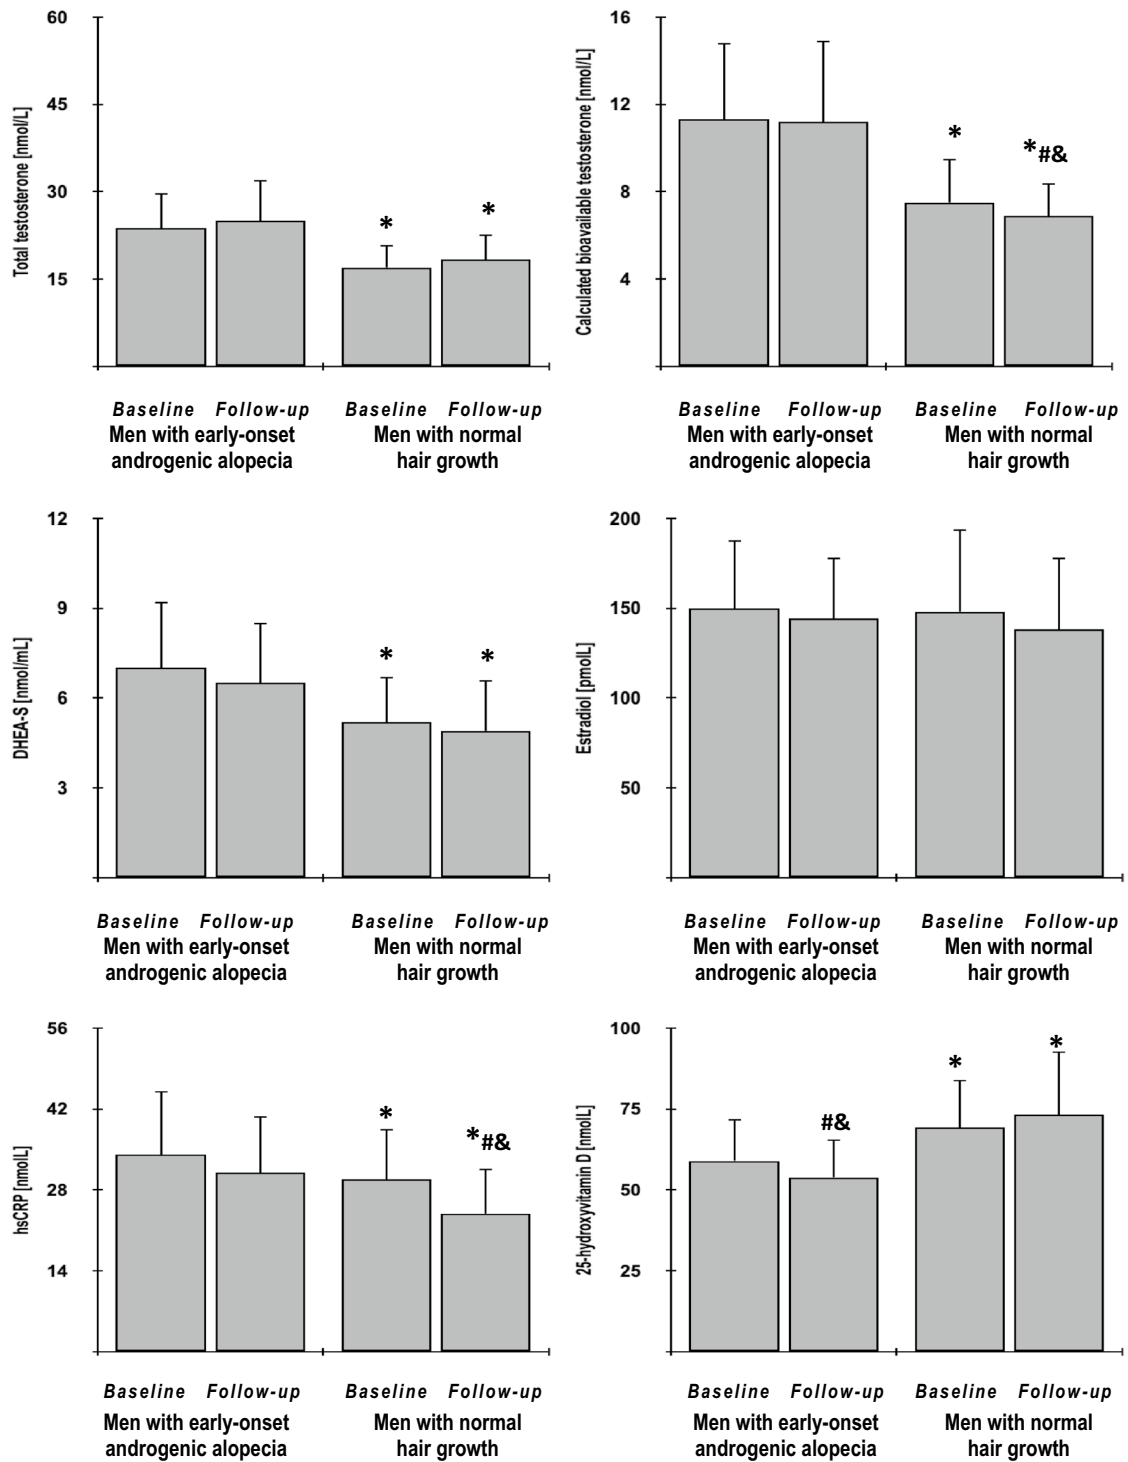 Total testosterone [nmol/L]
60
45
30
15
*
*
Baseline Follow-up Baseline Follow-up
Men with early-onset androgenic alopecia
Men with normal hair growth
Calculated bioavailable testosterone [nmol/L]
16
12
8
4
*
*#&
Baseline Follow-up Baseline Follow-up
Men with early-onset androgenic alopecia
Men with normal hair growth
DHEA-S [nmol/mL]
12
9
6
3
*
*
Baseline Follow-up Baseline Follow-up
Men with early-onset androgenic alopecia
Men with normal hair growth
Estradiol [pmolL]
200
150
100
50
Baseline Follow-up Baseline Follow-up
Men with early-onset androgenic alopecia
Men with normal hair growth
hsCRP [nmolL]
56
42
28
14
*
*#&
Baseline Follow-up Baseline Follow-up
Men with early-onset androgenic alopecia
Men with normal hair growth
25-hydroxyvitamin D [nmolL]
100
75
50
25
#&
*
*
Baseline Follow-up Baseline Follow-up
Men with early-onset androgenic alopecia
Men with normal hair growth